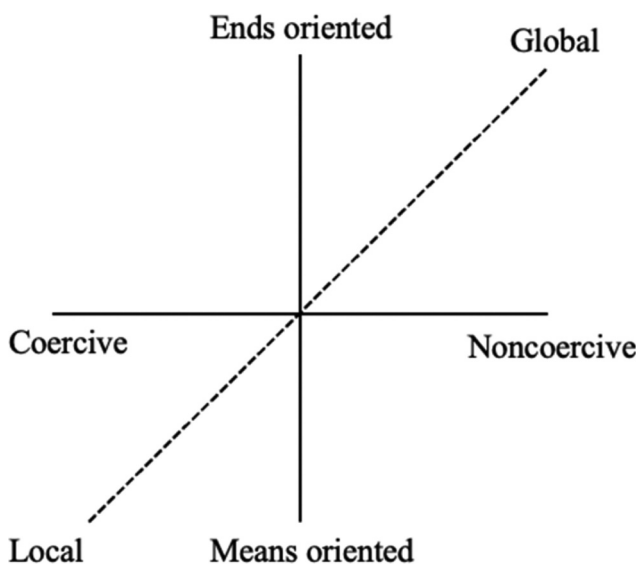 Ends oriented
Global
Coercive
Noncoercive
Local
Means oriented